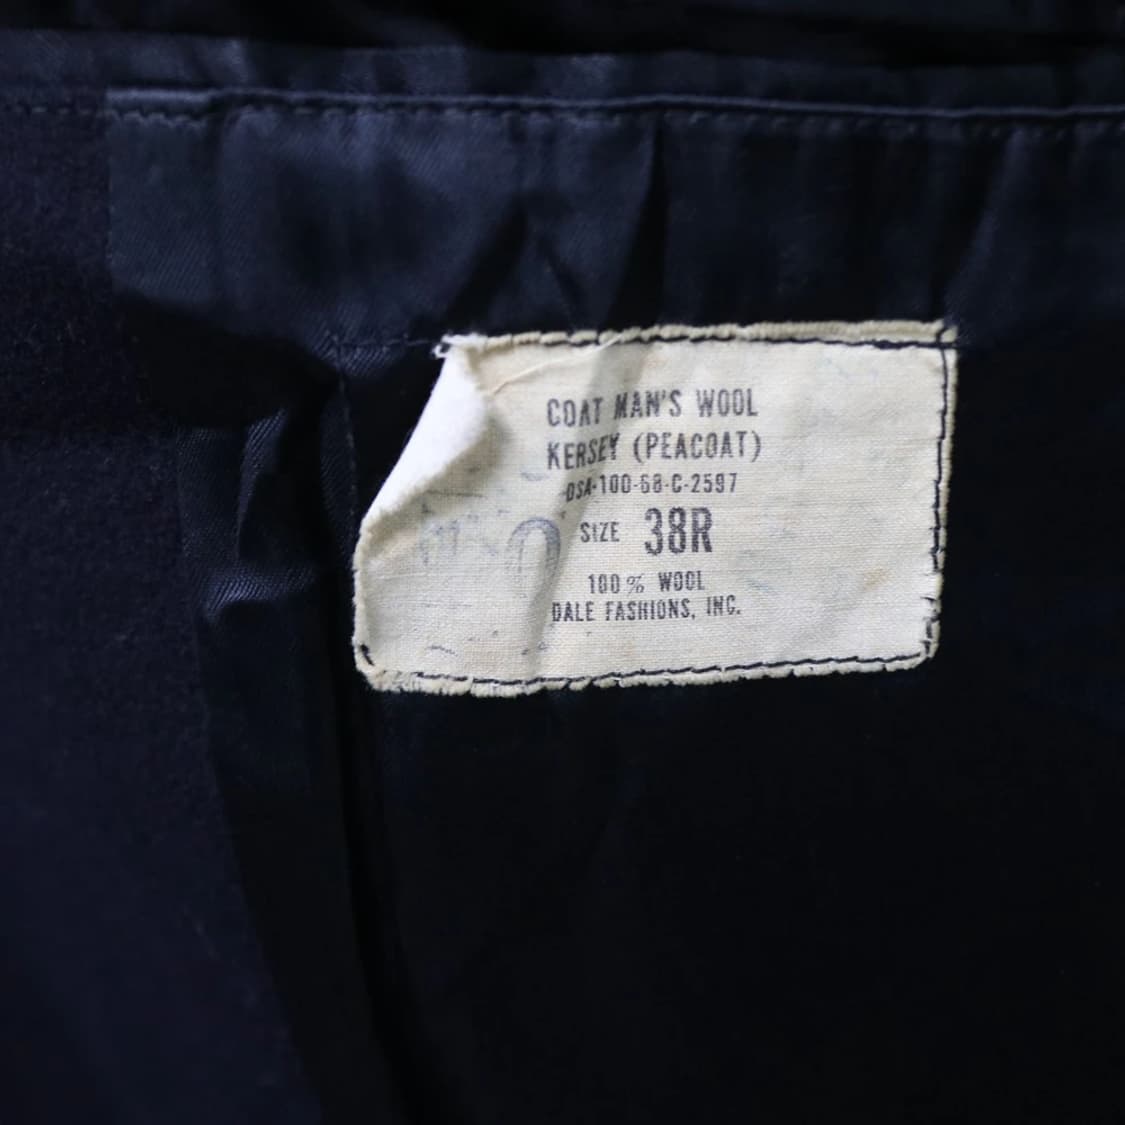 COAT MAN'S WOOL
KERSEY (PEACOAT)
DSA-100-68-C-2597
SIZE 38R
100% WOOL
DALE FASHIONS, INC.